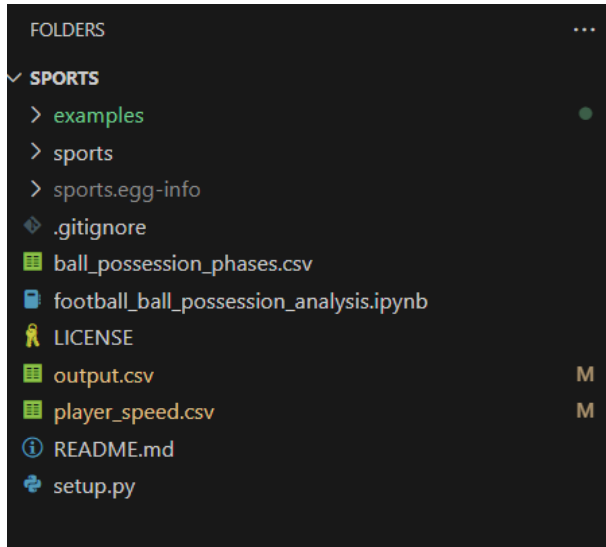 FOLDERS
SPORTS
examples
sports
sports.egg-info
.gitignore
ball_possession_phases.csv
football_ball_possession_analysis.ipynb
LICENSE
output.csv M
player_speed.csv M
README.md
setup.py